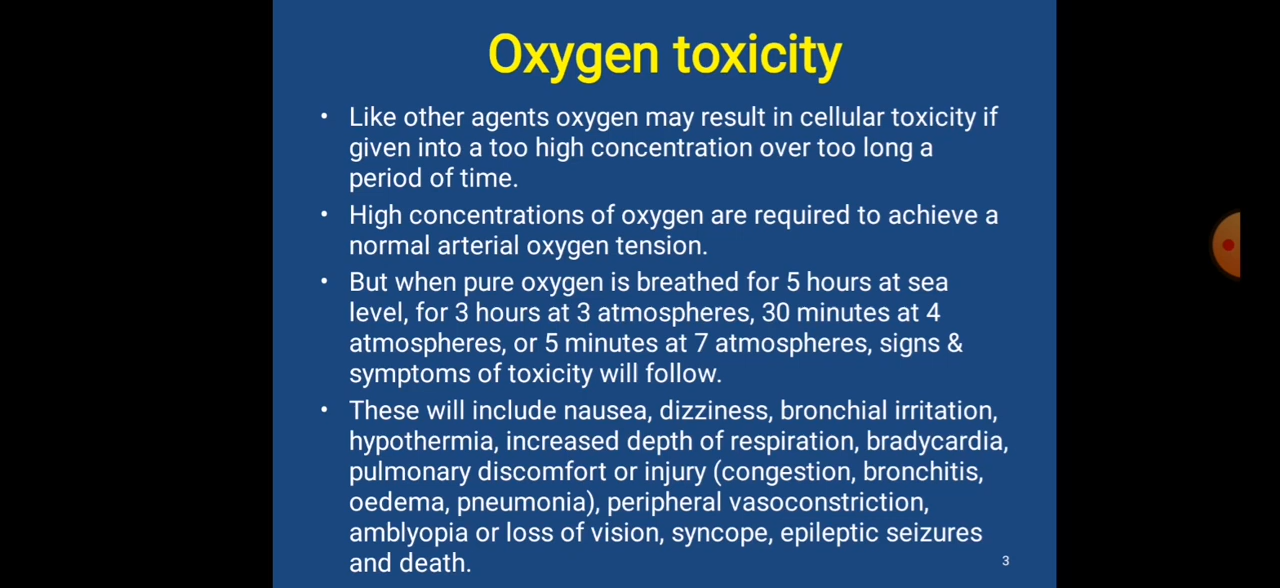 Oxygen toxicity
• Like other agents oxygen may result in cellular toxicity if
given into a too high concentration over too long a
period of time.
• High concentrations of oxygen are required to achieve a
normal arterial oxygen tension.
• But when pure oxygen is breathed for 5 hours at sea
level, for 3 hours at 3 atmospheres, 30 minutes at 4
atmospheres, or 5 minutes at 7 atmospheres, signs &
symptoms of toxicity will follow.
• These will include nausea, dizziness, bronchial irritation,
hypothermia, increased depth of respiration, bradycardia,
pulmonary discomfort or injury (congestion, bronchitis,
oedema, pneumonia), peripheral vasoconstriction,
amblyopia or loss of vision, syncope, epileptic seizures
and death.
3